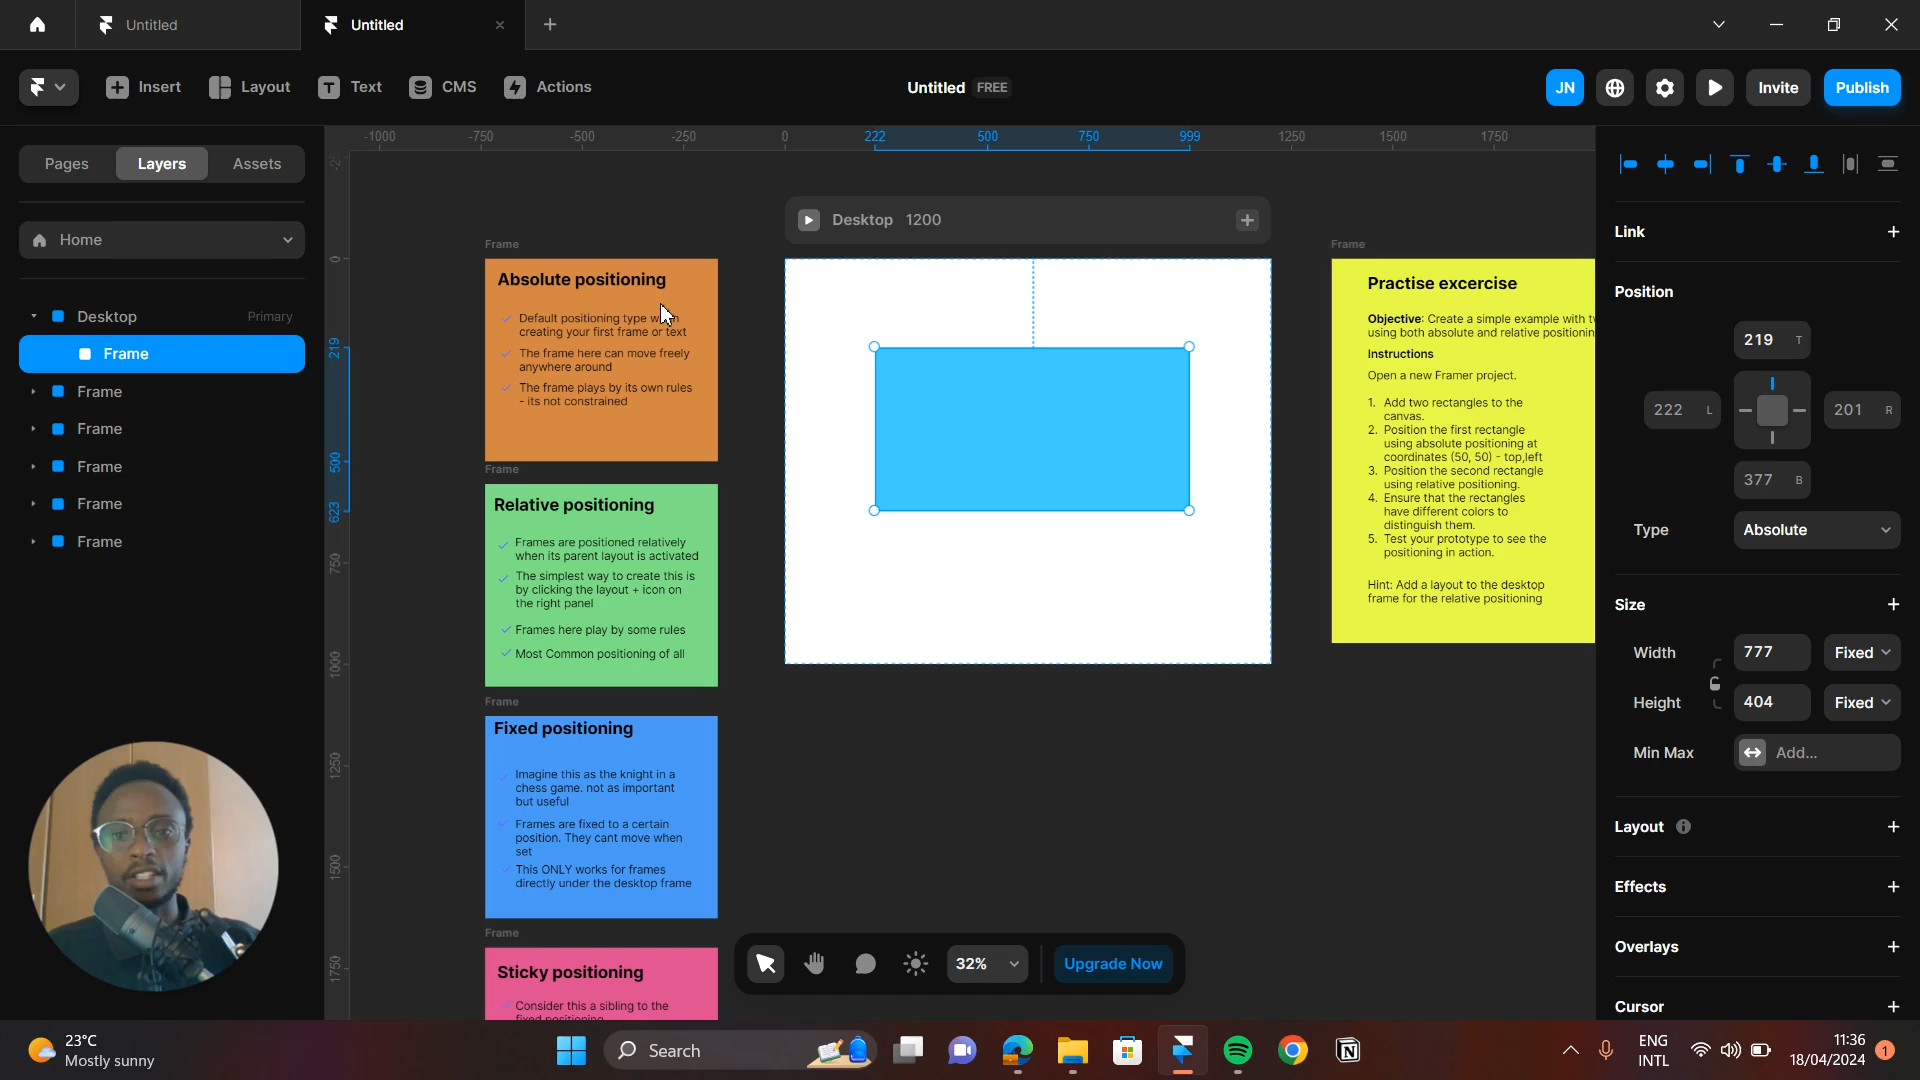 Untitled
Untitled
Insert
Layout
Text
CMS
Actions
Untitled FREE
JN
Invite
Publish
Pages
Layers
Assets
Home
Desktop Primary
Frame
Frame
Frame
Frame
Frame
Frame
-1000 -750 -500 -250 0 222 500 750 999 1250 1500 1750
0
219
500
623
750
1000
1250
1500
1750
Desktop 1200
Frame
Absolute positioning
Default positioning type when
creating your first frame or text
The frame here can move freely
anywhere around
The frame plays by its own rules
- its not constrained
Frame
Relative positioning
Frames are positioned relatively
when its parent layout is activated
The simplest way to create this is
by clicking the layout + icon on
the right panel
Frames here play by some rules
Most Common positioning of all
Frame
Fixed positioning
Imagine this as the knight in a
chess game. not as important
but useful
Frames are fixed to a certain
position. They cant move when
set
This ONLY works for frames
directly under the desktop frame
Frame
Sticky positioning
Consider this a sibling to the
fixed positioning
Frame
Practise excercise
Objective: Create a simple example with
using both absolute and relative
Instructions
Open a new Framer project.
1. Add two rectangles to the
canvas.
2. Position the first rectangle
using absolute positioning at
coordinates (50, 50) - top,left
3. Position the second rectangle
using relative positioning.
4. Ensure that the rectangles
have different colors to
distinguish them.
5. Test your prototype to see the
positioning in action.
Hint: Add a layout to the desktop
frame for the relative positioning
32%
Upgrade Now
Link
Position
219 T
222 L
201 R
377 B
Type Absolute
Size
Width 777 Fixed
Height 404 Fixed
Min Max Add...
Layout
Effects
Overlays
Cursor
23°C
Mostly sunny
Search
ENG
INTL
11:36
18/04/2024
1